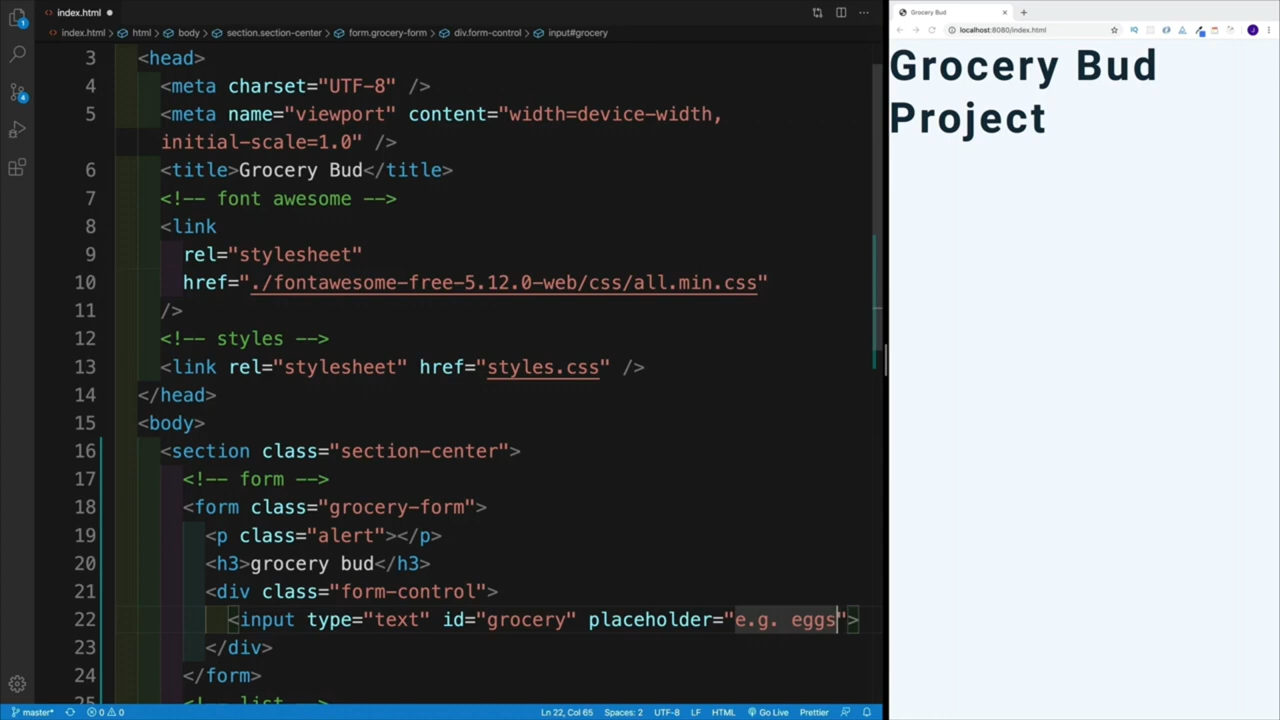 index.html
index.html > html > body > section.section-center > form.grocery-form > div.form-control > input#grocery
3 <head>
4 <meta charset="UTF-8" />
5 <meta name="viewport" content="width=device-width,
initial-scale=1.0" />
6 <title>Grocery Bud</title>
7 <!-- font awesome -->
8 <link
9 rel="stylesheet"
10 href="./fontawesome-free-5.12.0-web/css/all.min.css"
11 />
12 <!-- styles -->
13 <link rel="stylesheet" href="styles.css" />
14 </head>
15 <body>
16 <section class="section-center">
17 <!-- form -->
18 <form class="grocery-form">
19 <p class="alert"></p>
20 <h3>grocery bud</h3>
21 <div class="form-control">
22 <input type="text" id="grocery" placeholder="e.g. eggs">
23 </div>
24 </form>
25 <!-- list -->
master* 0 0 Ln 22, Col 65 Spaces: 2 UTF-8 LF HTML Go Live Prettier
1
4
Grocery Bud
localhost:8080/index.html
J
Grocery Bud
Project